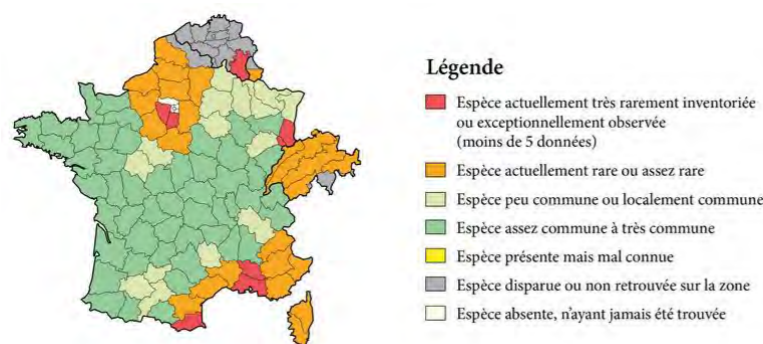 Légende
Espèce actuellement très rarement inventoriée
ou exceptionnellement observée
(moins de 5 données)
Espèce actuellement rare ou assez rare
Espèce peu commune ou localement commune
Espèce assez commune à très commune
Espèce présente mais mal connue
Espèce disparue ou non retrouvée sur la zone
Espèce absente, n'ayant jamais été trouvée